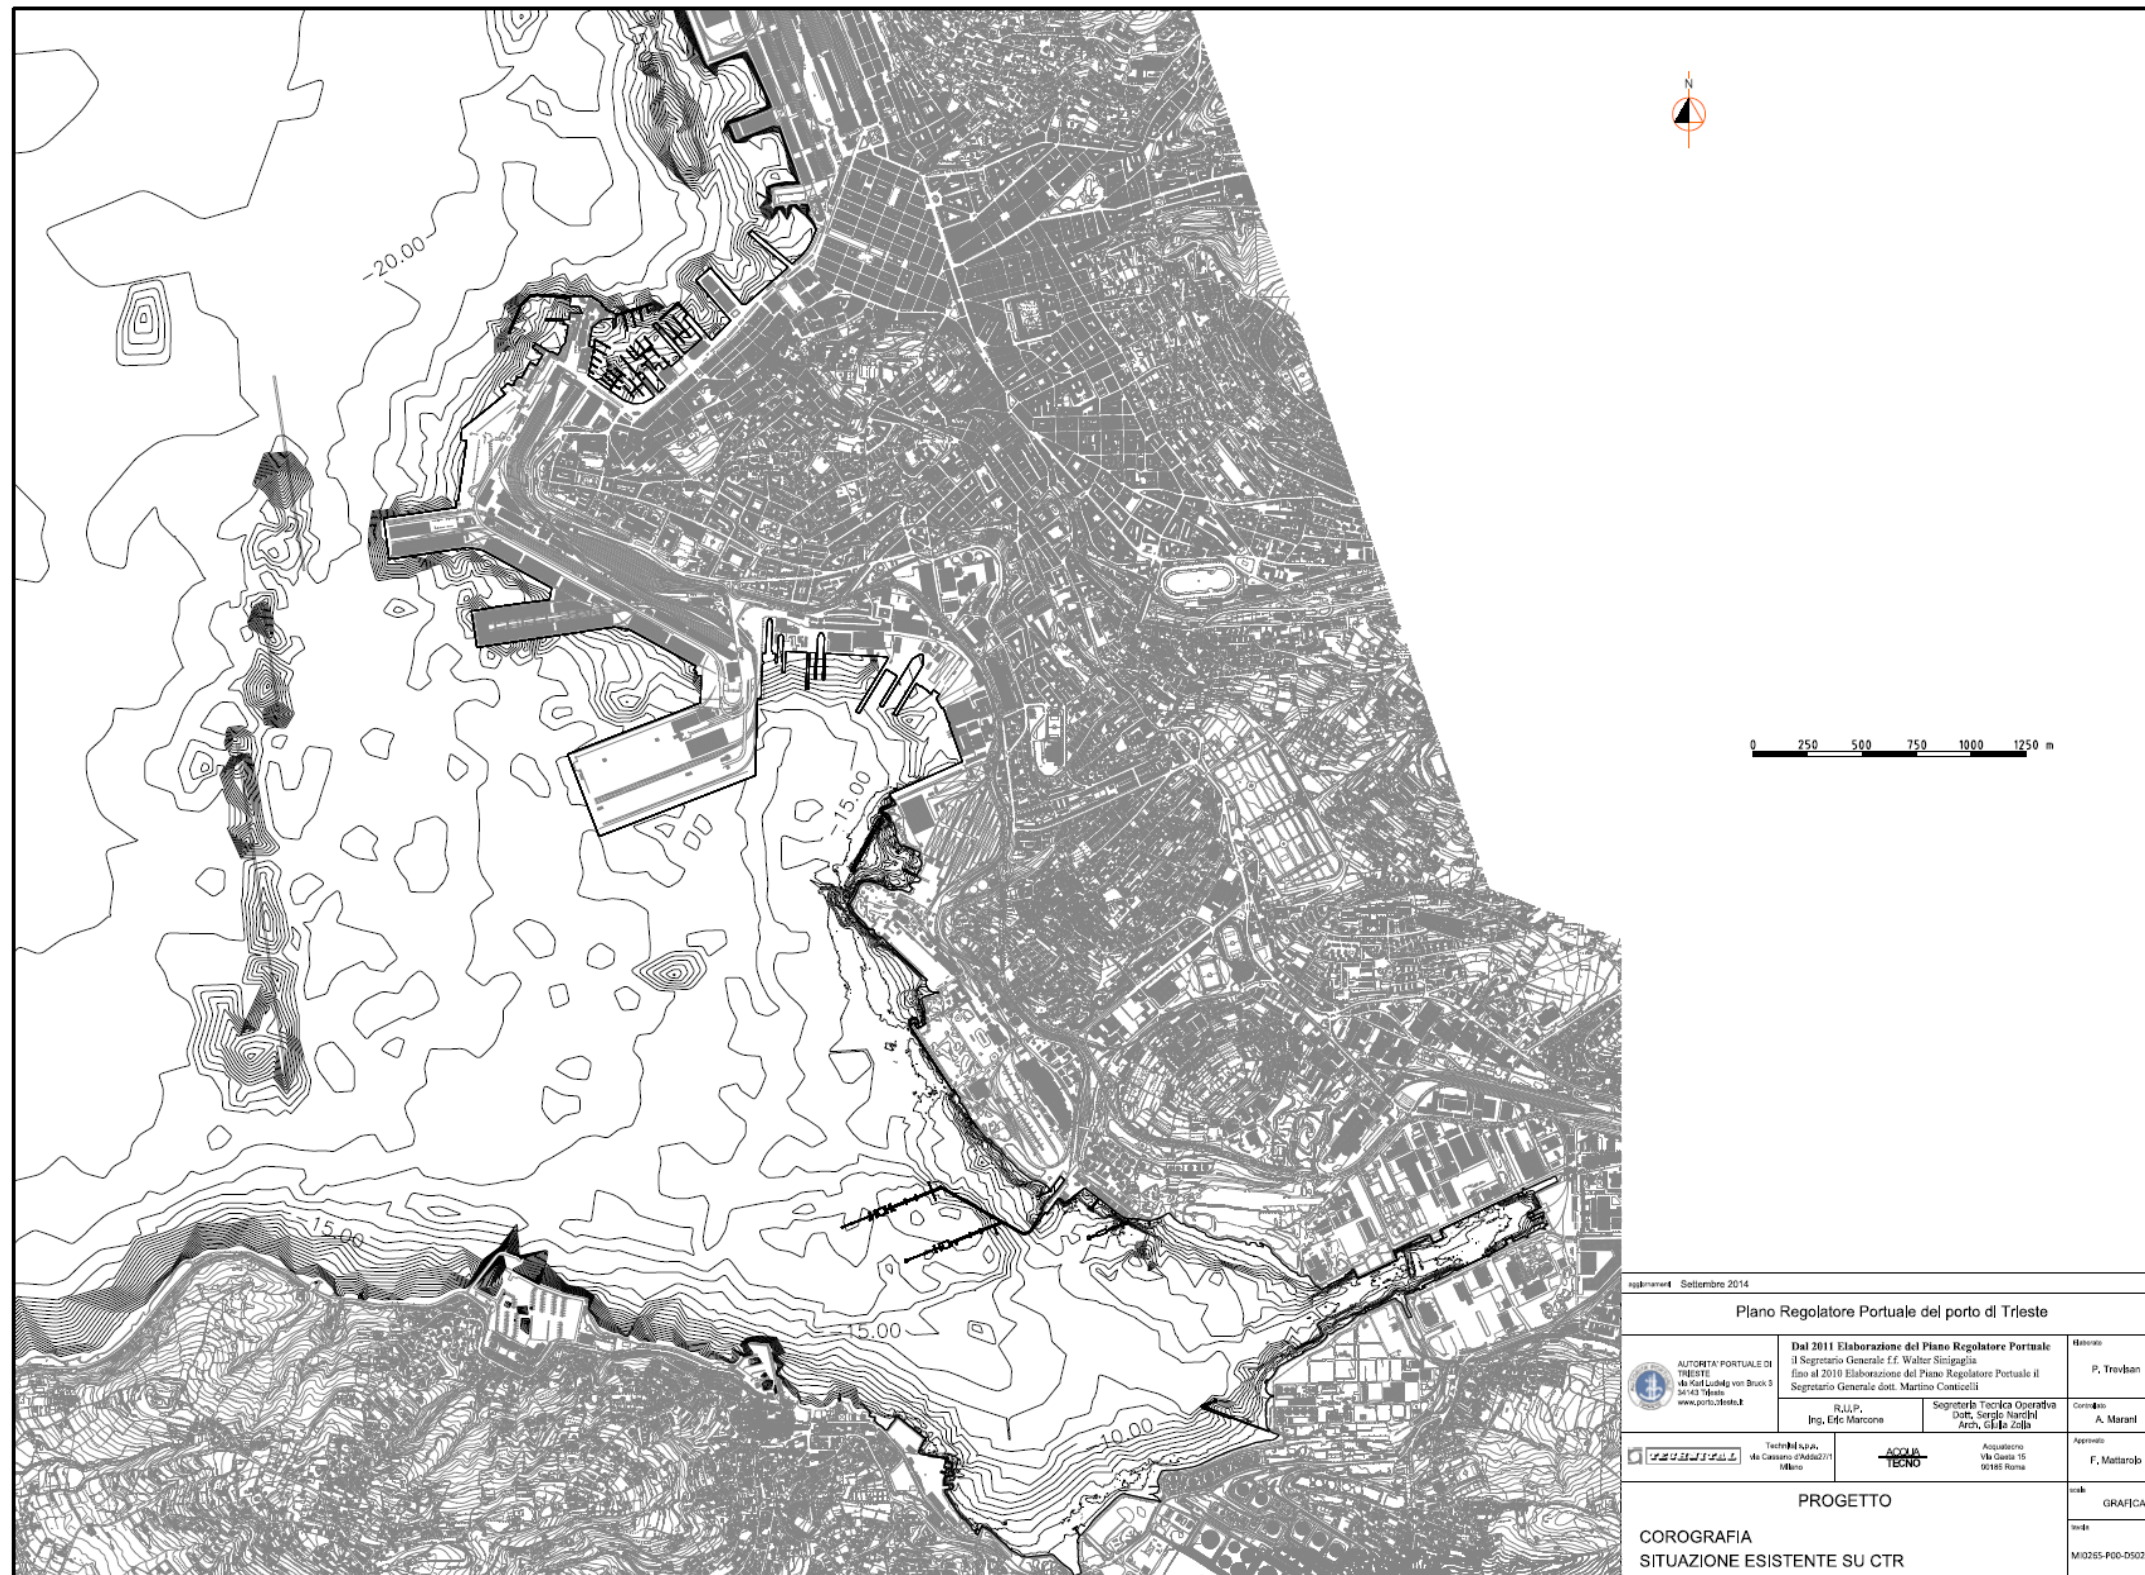 N
-20.00
0 250 500 750 1000 1250 m
-15.00
15.00
15.00
10.00
aggiornamenti Settembre 2014
Piano Regolatore Portuale del porto di Trieste
AUTORITA' PORTUALE DI
TRIESTE
via Karl Ludwig von Bruck 3
34143 Trieste
www.porto.trieste.it
Dal 2011 Elaborazione del Piano Regolatore Portuale
il Segretario Generale f.f. Walter Sinigaglia
fino al 2010 Elaborazione del Piano Regolatore Portuale il
Segretario Generale dott. Martino Conticelli
R.U.P.
Ing. Eric Marcone
Segreteria Tecnica Operativa
Dott. Sergio Nardini
Arch. Giulia Zolia
Elaborato
P. Trevisan
Controllato
A. Marani
TECHNITAL
Technital s.p.a.
via Cassano d'Adda27/1
Milano
ACQUA
TECNO
Acquatecno
Via Gaeta 15
00185 Roma
Approvato
F. Mattarolo
PROGETTO
scala
GRAFICA
COROGRAFIA
SITUAZIONE ESISTENTE SU CTR
tavola
MI0265-P00-D502